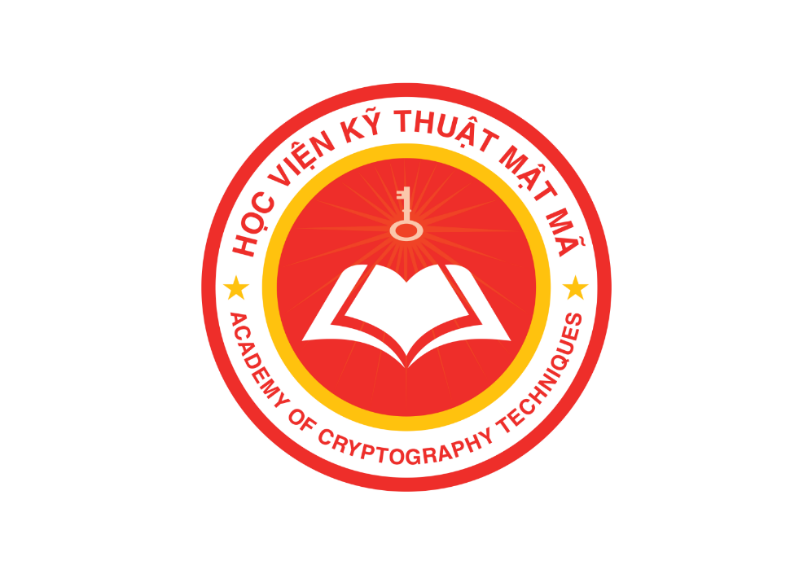 HỌC VIỆN KỸ THUẬT MẬT MÃ
ACADEMY OF CRYPTOGRAPHY TECHNIQUES